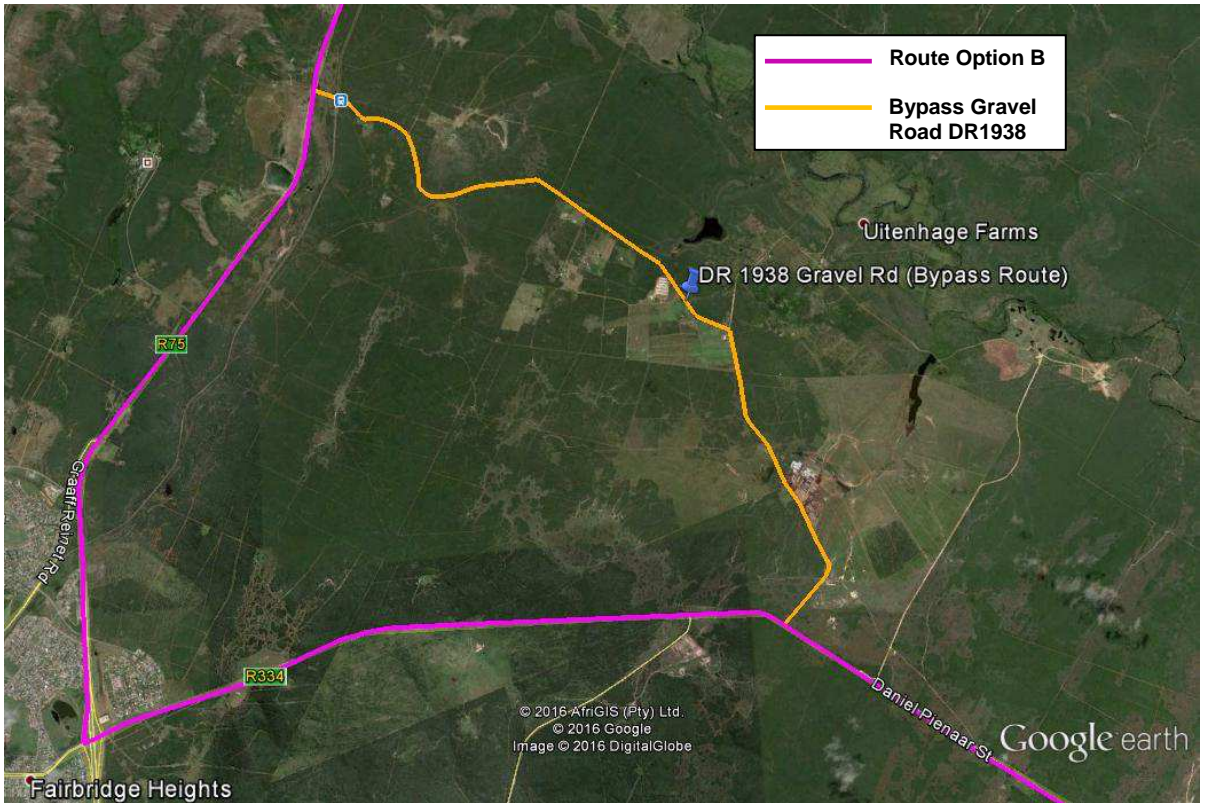 Route Option B
Bypass Gravel
Road DR1938
Uitenhage Farms
DR 1938 Gravel Rd (Bypass Route)
R75
Graaff Reinet Rd
R334
Daniel Pienaar St
© 2016 AfriGIS (Pty) Ltd.
© 2016 Google
Image © 2016 DigitalGlobe
Google earth
Fairbridge Heights